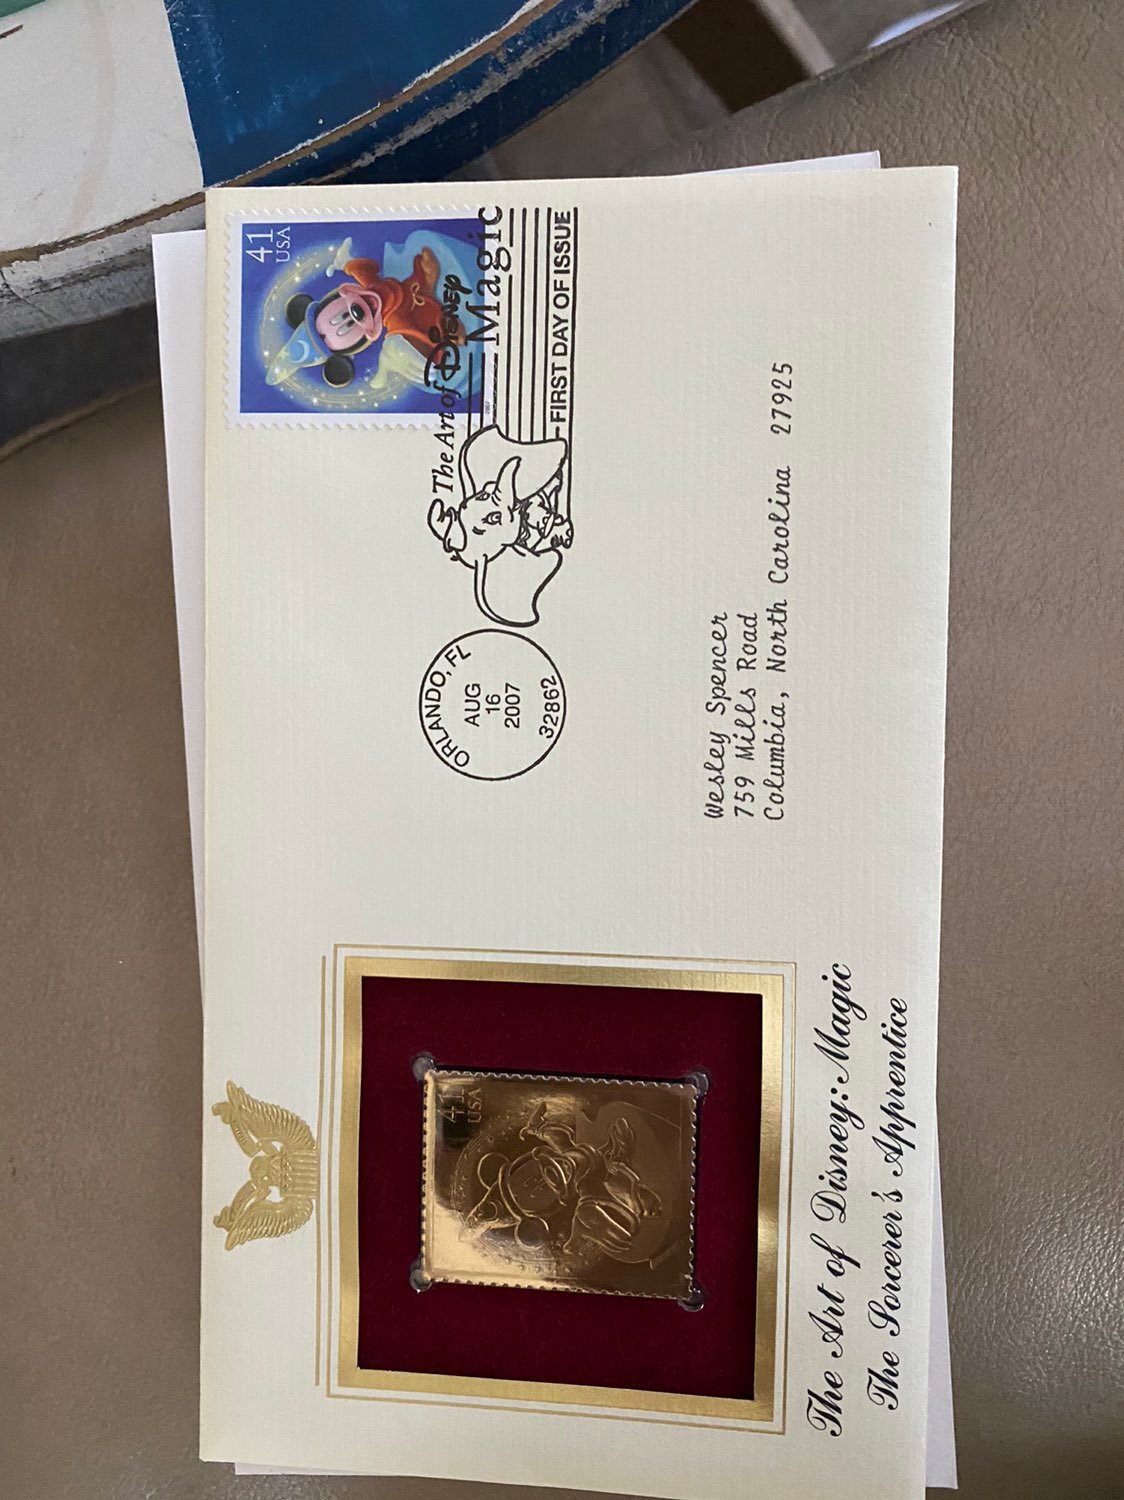 41
USA
The Art of Disney
Magic
FIRST DAY OF ISSUE
ORLANDO, FL
AUG
16
2007
32862
Wesley Spencer
759 Mills Road
Columbia, North Carolina 27925
41
USA
The Art of Disney: Magic
The Sorcerer's Apprentice